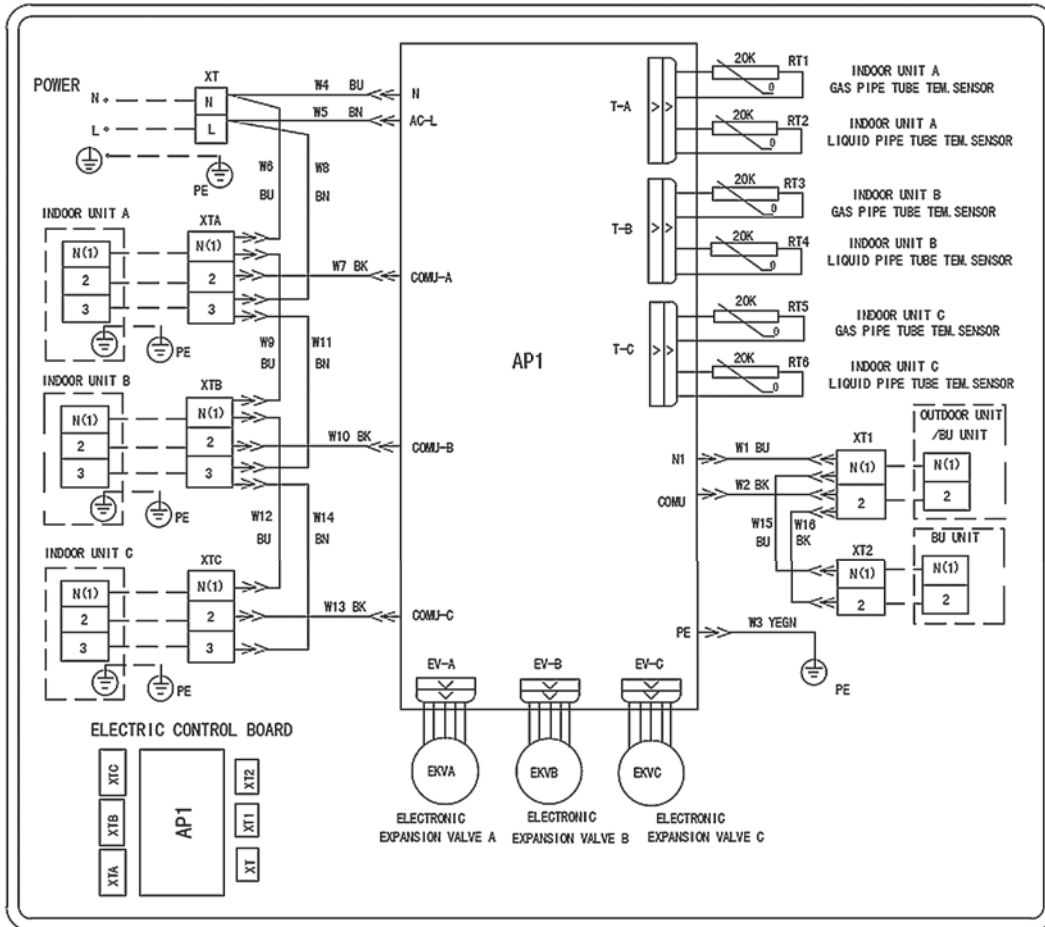 POWER
N
L
PE
XT
N
L
W4 BU
W5 BN
N
AC-L
W6
BU
W8
BN
INDOOR UNIT A
N(1)
2
3
PE
XTA
N(1)
2
3
W7 BK
COMU-A
W9
BU
W11
BN
INDOOR UNIT B
N(1)
2
3
PE
XTB
N(1)
2
3
W10 BK
COMU-B
W12
BU
W14
BN
INDOOR UNIT C
N(1)
2
3
PE
XTC
N(1)
2
3
W13 BK
COMU-C
AP1
T-A
20K
RT1
0
INDOOR UNIT A
GAS PIPE TUBE TEM.SENSOR
20K
RT2
0
INDOOR UNIT A
LIQUID PIPE TUBE TEM.SENSOR
T-B
20K
RT3
0
INDOOR UNIT B
GAS PIPE TUBE TEM.SENSOR
20K
RT4
0
INDOOR UNIT B
LIQUID PIPE TUBE TEM.SENSOR
T-C
20K
RT5
0
INDOOR UNIT C
GAS PIPE TUBE TEM.SENSOR
20K
RT6
0
INDOOR UNIT C
LIQUID PIPE TUBE TEM.SENSOR
N1
W1 BU
COMU
W2 BK
XT1
N(1)
2
OUTDOOR UNIT
/BU UNIT
N(1)
2
W15
BU
W16
BK
XT2
N(1)
2
BU UNIT
N(1)
2
PE
W3 YEGN
PE
EV-A
EV-B
EV-C
EKVA
EKVB
EKVC
ELECTRONIC
EXPANSION VALVE A
ELECTRONIC
EXPANSION VALVE B
ELECTRONIC
EXPANSION VALVE C
ELECTRIC CONTROL BOARD
XTC
XTB
XTA
AP1
XT2
XT1
XT